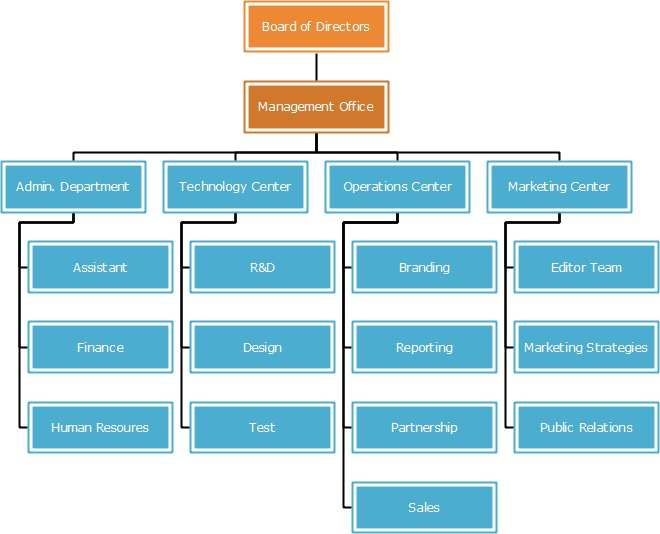 Board of Directors
Management Office
Admin. Department
Technology Center
Operations Center
Marketing Center
Assistant
R&D
Branding
Editor Team
Finance
Design
Reporting
Marketing Strategies
Human Resoures
Test
Partnership
Public Relations
Sales